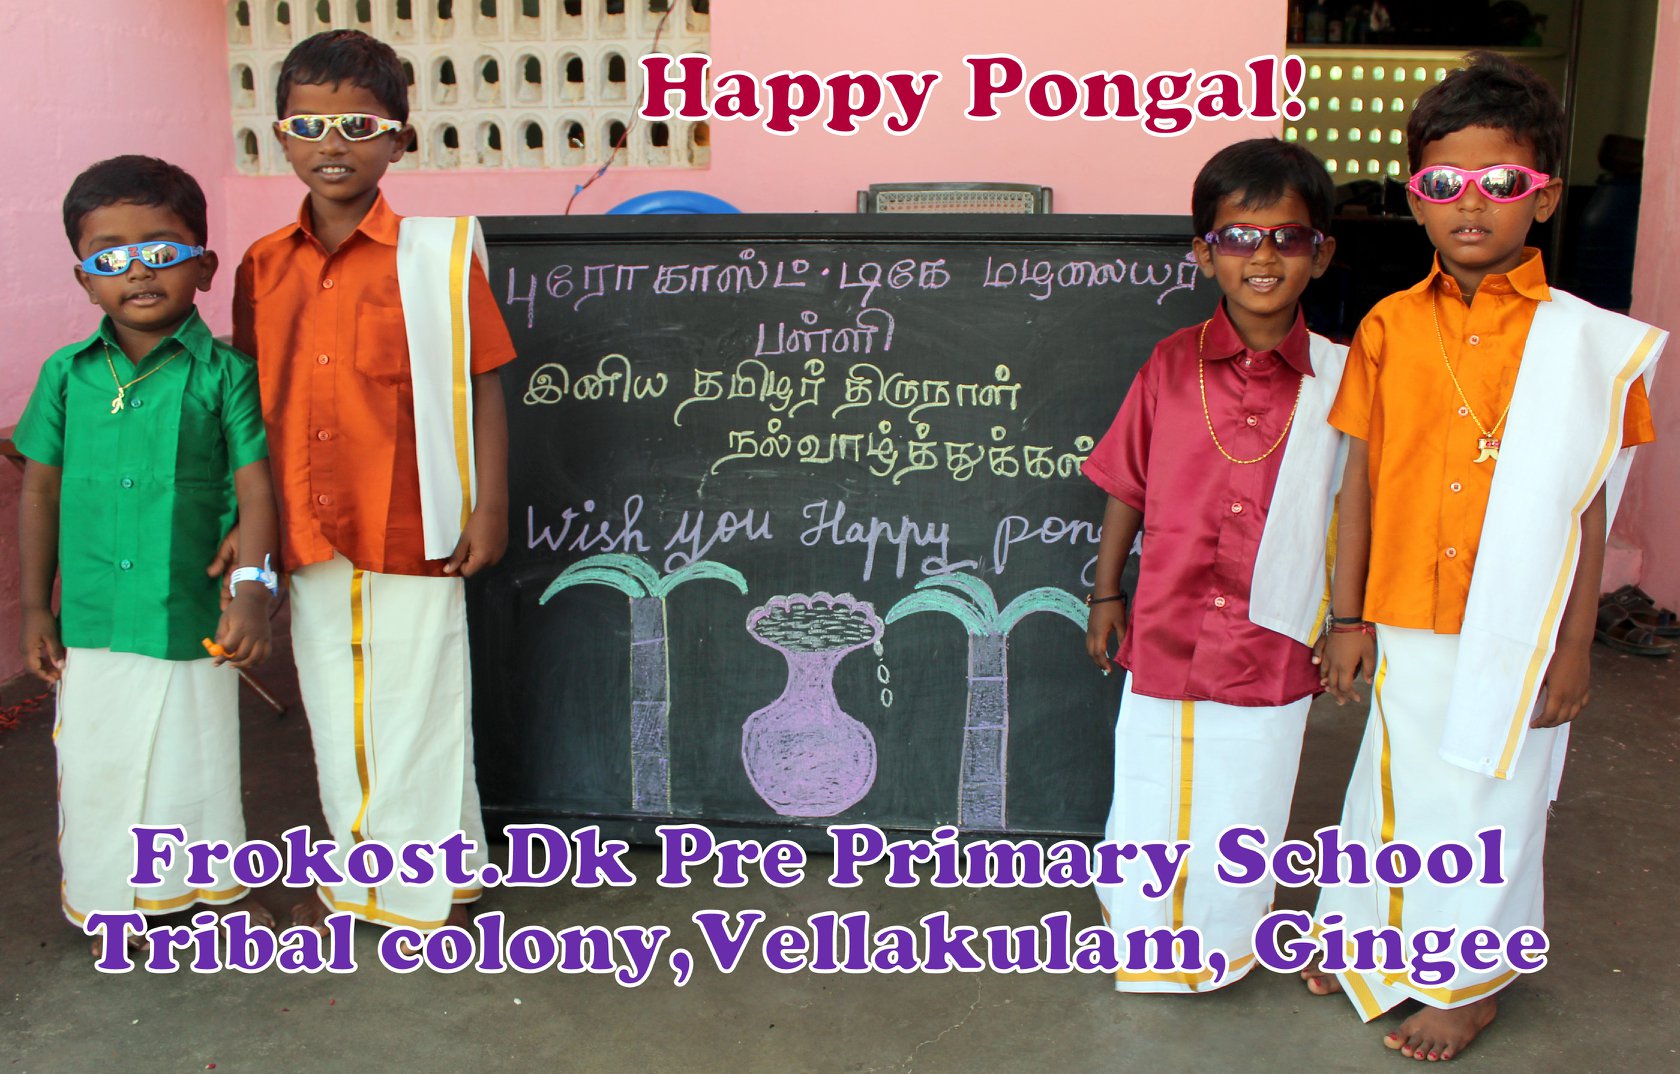 Happy Pongal!
புரோகாஸ்ட்.டிகே மழலையர்
பள்ளி
இனிய தமிழர் திருநாள்
நல்வாழ்த்துக்கள்
Wish you Happy pong
Frokost.Dk Pre Primary School
Tribal colony,Vellakulam, Gingee